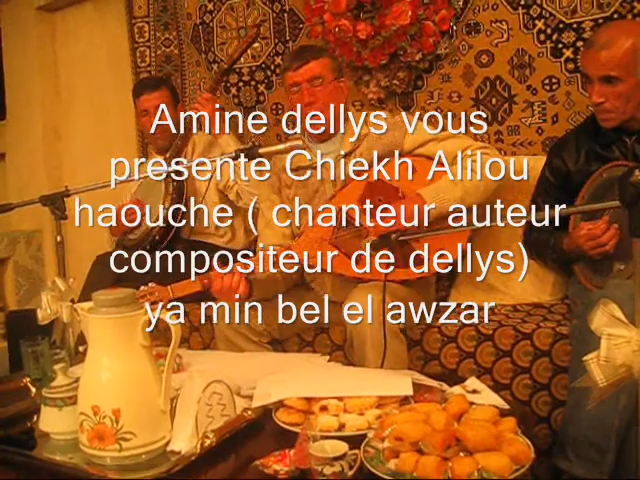 Amine dellys vous
presente Chiekh Alilou
haouche ( chanteur auteur
compositeur de dellys)
ya min bel el awzar